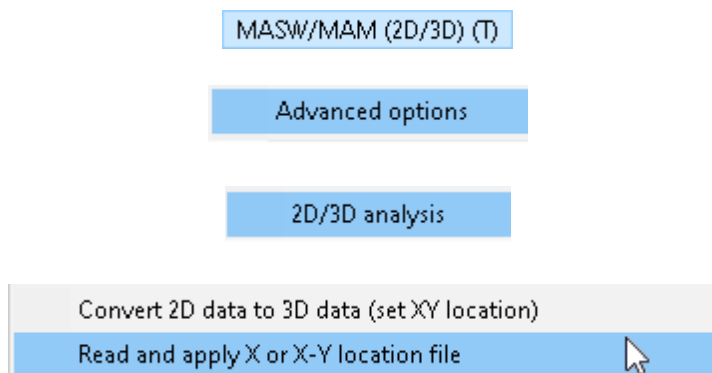 MASW/MAM (2D/3D) (T)
Advanced options
2D/3D analysis
Convert 2D data to 3D data (set XY location)
Read and apply X or X-Y location file